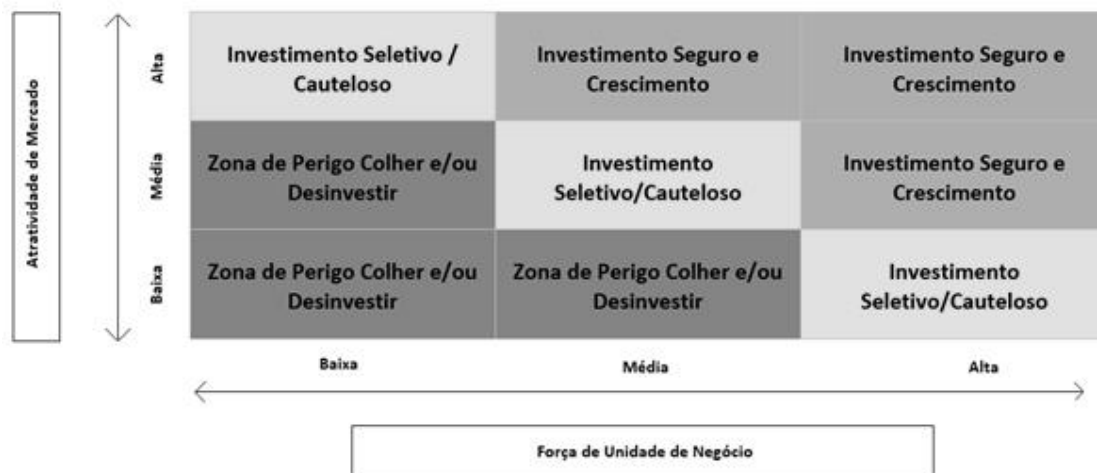 Atratividade de Mercado
Alta
Investimento Seletivo /
Cauteloso
Investimento Seguro e
Crescimento
Investimento Seguro e
Crescimento
Média
Zona de Perigo Colher e/ou
Desinvestir
Investimento
Seletivo/Cauteloso
Investimento Seguro e
Crescimento
Baixa
Zona de Perigo Colher e/ou
Desinvestir
Zona de Perigo Colher e/ou
Desinvestir
Investimento
Seletivo/Cauteloso
Baixa
Média
Alta
Força de Unidade de Negócio